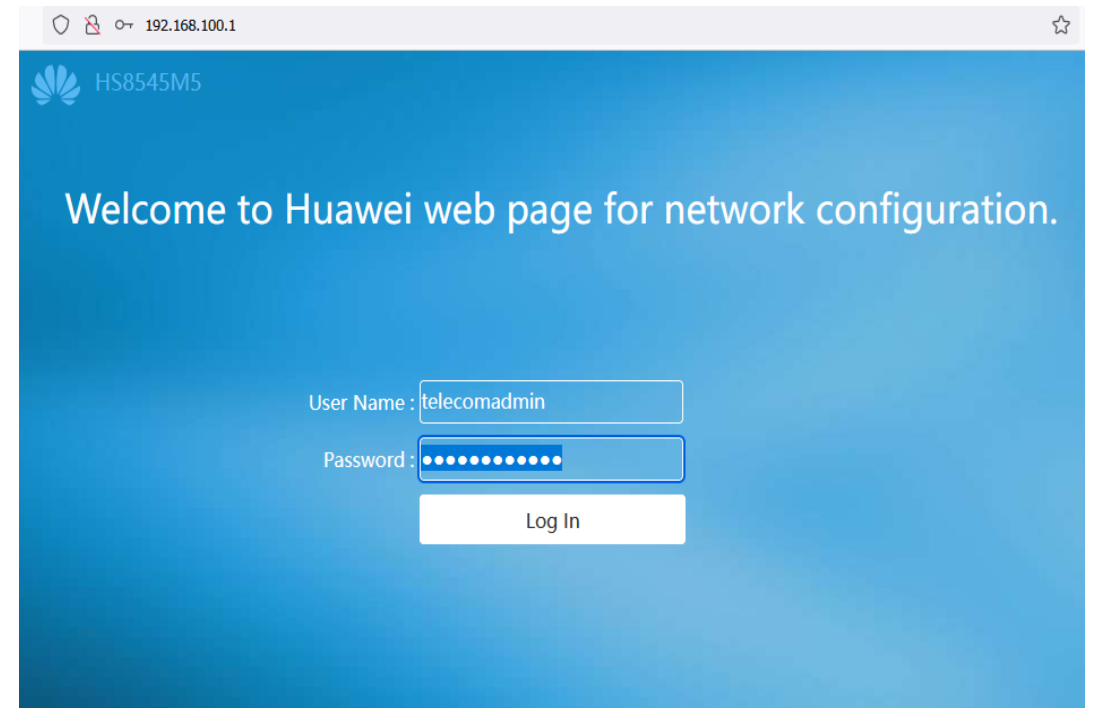 192.168.100.1
HS8545M5
Welcome to Huawei web page for network configuration.
User Name : telecomadmin
Password : ●●●●●●●●●●●●
Log In